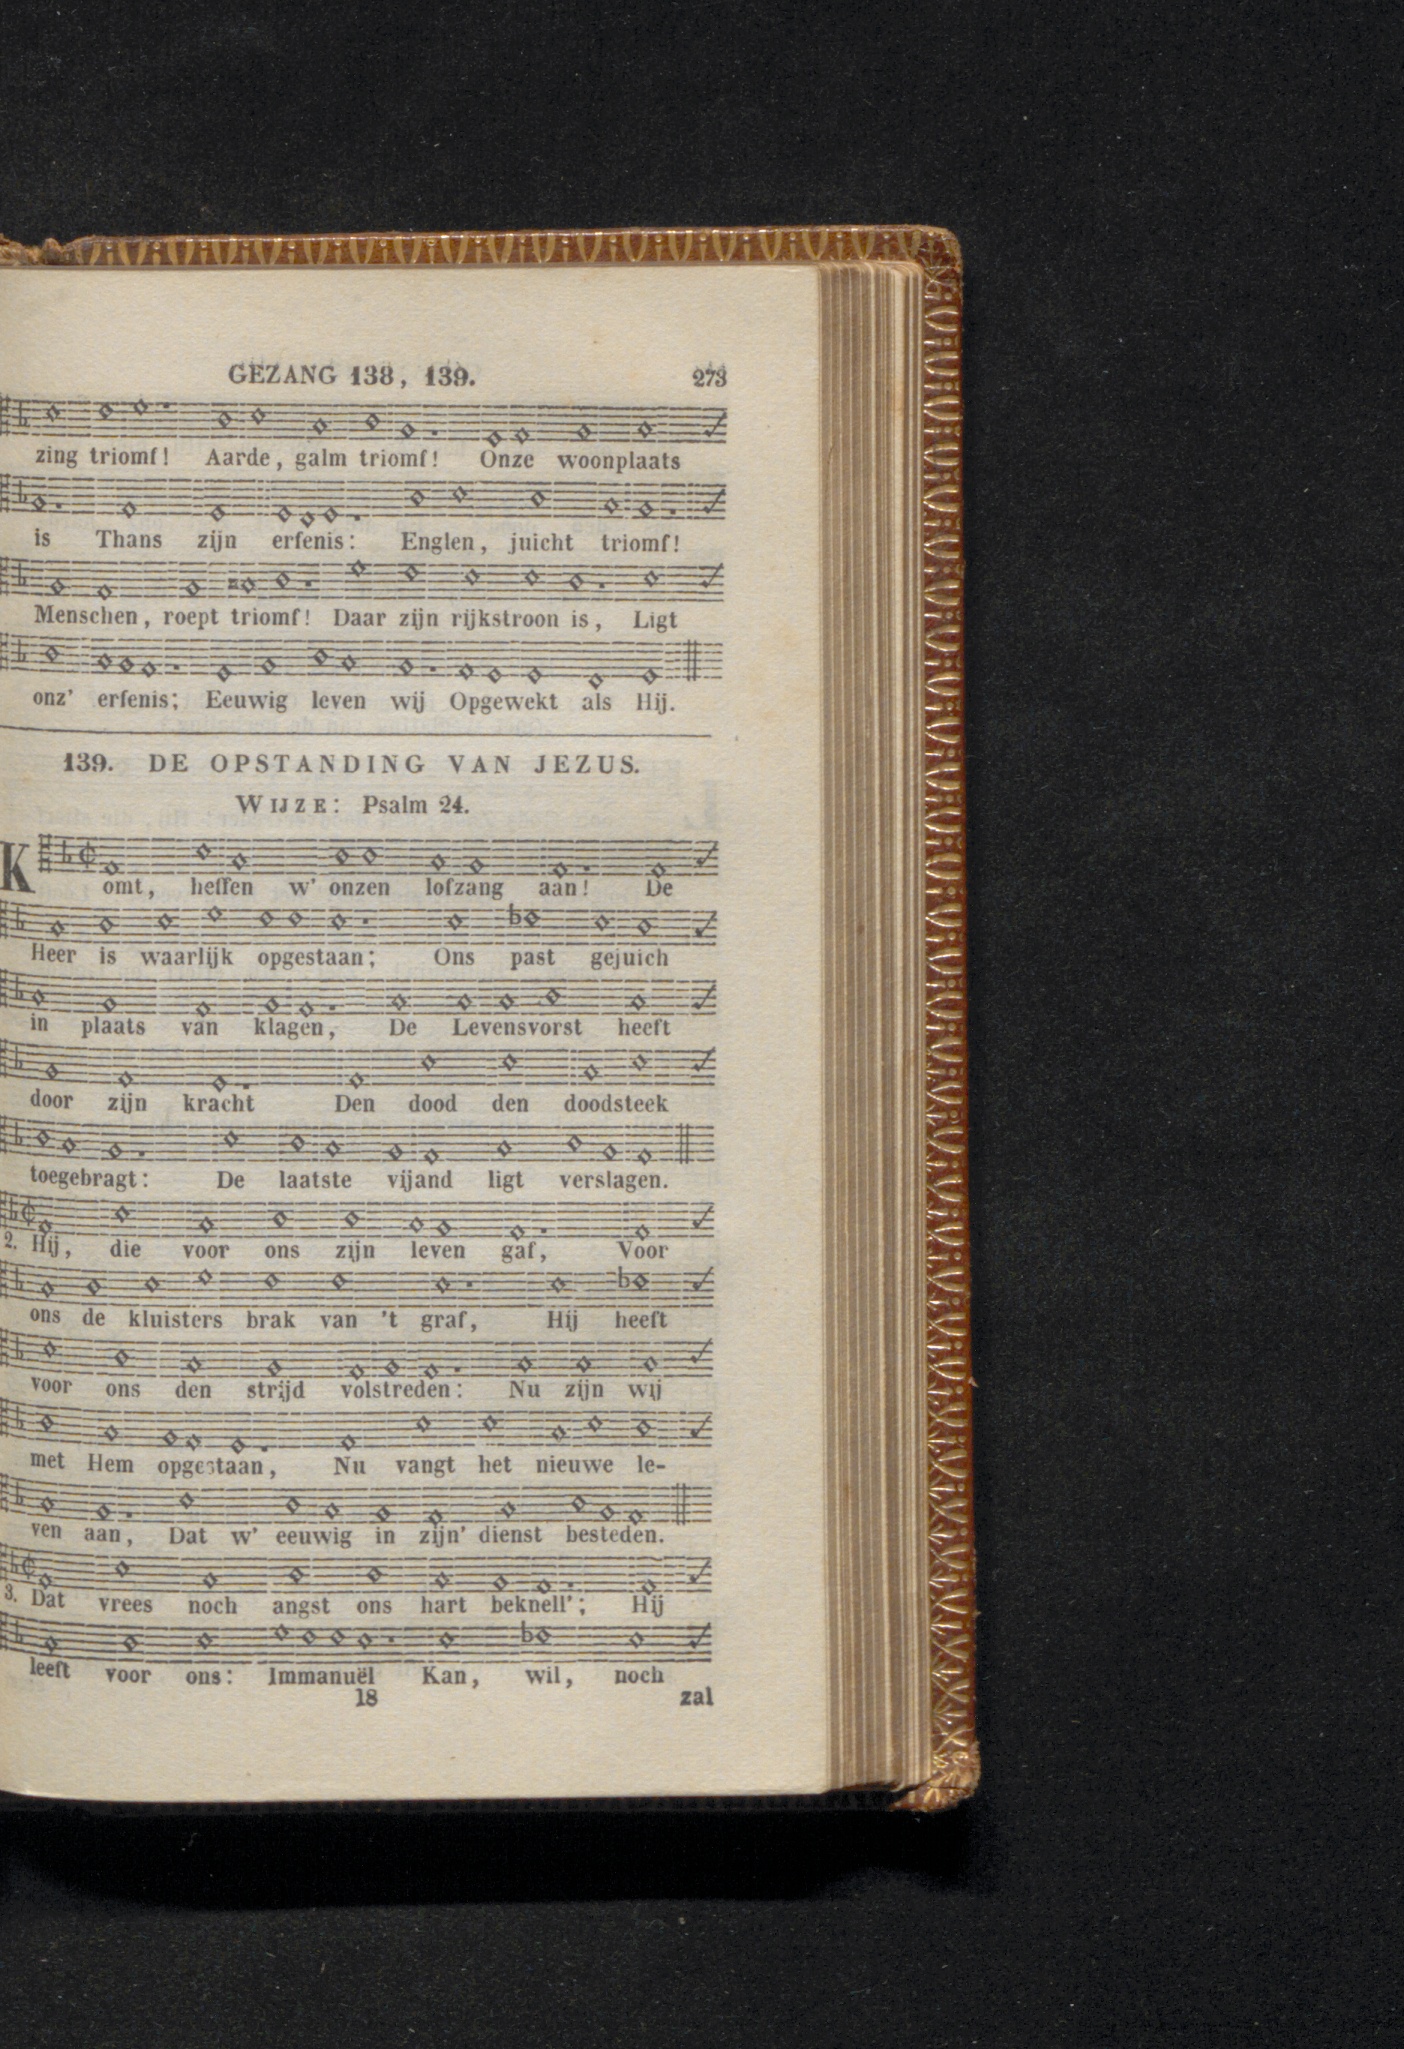 GEZANG 138, 139. 273
zing triomf! Aarde, galm triomf! Onze woonplaats
is Thans zijn erfenis: Englen, juicht triomf!
Menschen, roept triomf! Daar zijn rijkstroon is, Ligt
onz' erfenis; Eeuwig leven wij Opgewekt als Hij.
139. DE OPSTANDING VAN JEZUS.
WIJZE: Psalm 24.
Komt, heffen w' onzen lofzang aan! De
Heer is waarlijk opgestaan; Ons past gejuich
in plaats van klagen, De Levensvorst heeft
door zijn kracht Den dood den doodsteek
toegebragt: De laatste vijand ligt verslagen.
2. Hij, die voor ons zijn leven gaf, Voor
ons de kluisters brak van 't graf, Hij heeft
voor ons den strijd volstreden: Nu zijn wij
met Hem opgestaan, Nu vangt het nieuwe le-
ven aan, Dat w' eeuwig in zijn' dienst besteden.
3. Dat vrees noch angst ons hart beknell'; Hij
leeft voor ons: Immanuël Kan, wil, noch
18 zal